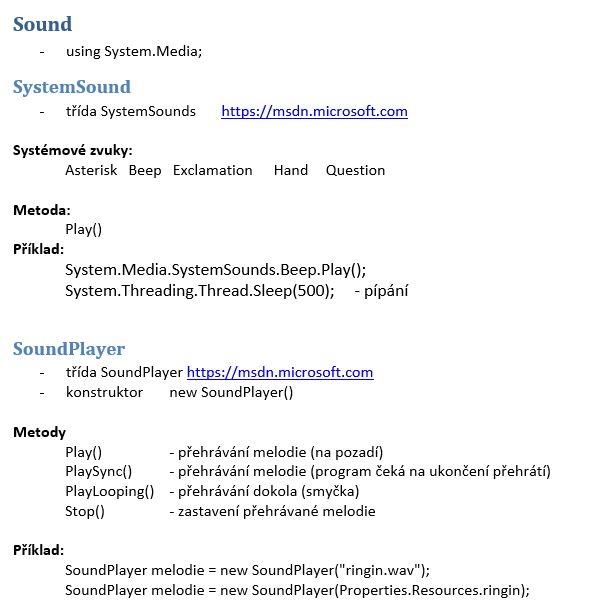 Sound
- using System.Media;
SystemSound
- třída SystemSounds https://msdn.microsoft.com
Systémové zvuky:
Asterisk Beep Exclamation Hand Question
Metoda:
Play()
Příklad:
System.Media.SystemSounds.Beep.Play();
System.Threading.Thread.Sleep(500); - pípání
SoundPlayer
- třída SoundPlayer https://msdn.microsoft.com
- konstruktor new SoundPlayer()
Metody
Play() - přehrávání melodie (na pozadí)
PlaySync() - přehrávání melodie (program čeká na ukončení přehrátí)
PlayLooping() - přehrávání dokola (smyčka)
Stop() - zastavení přehrávané melodie
Příklad:
SoundPlayer melodie = new SoundPlayer("ringin.wav");
SoundPlayer melodie = new SoundPlayer(Properties.Resources.ringin);